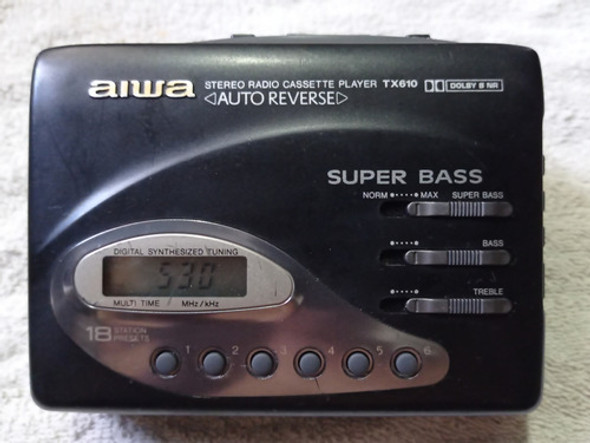 aiwa STEREO RADIO CASSETTE PLAYER TX610 DOLBY B NR
AUTO REVERSE
SUPER BASS
NORM MAX SUPER BASS
BASS
TREBLE
DIGITAL SYNTHESIZED TUNING
530
MULTI TIME MHz/kHz
18 STATION PRESETS
1 2 3 4 5 6